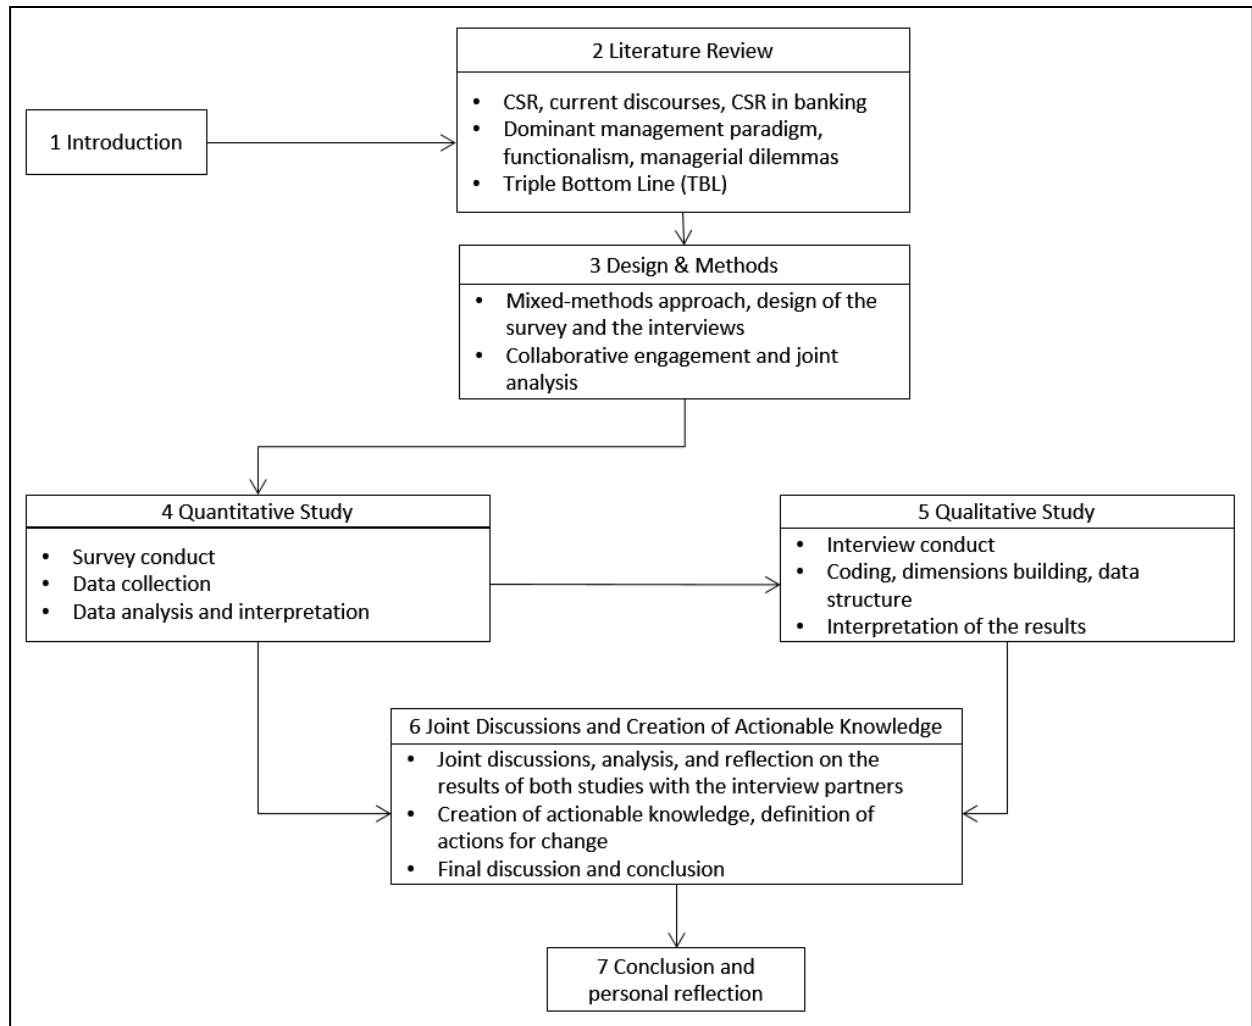 1 Introduction
2 Literature Review
• CSR, current discourses, CSR in banking
• Dominant management paradigm,
functionalism, managerial dilemmas
• Triple Bottom Line (TBL)
3 Design & Methods
• Mixed-methods approach, design of the
survey and the interviews
• Collaborative engagement and joint
analysis
4 Quantitative Study
• Survey conduct
• Data collection
• Data analysis and interpretation
5 Qualitative Study
• Interview conduct
• Coding, dimensions building, data
structure
• Interpretation of the results
6 Joint Discussions and Creation of Actionable Knowledge
• Joint discussions, analysis, and reflection on the
results of both studies with the interview partners
• Creation of actionable knowledge, definition of
actions for change
• Final discussion and conclusion
7 Conclusion and
personal reflection